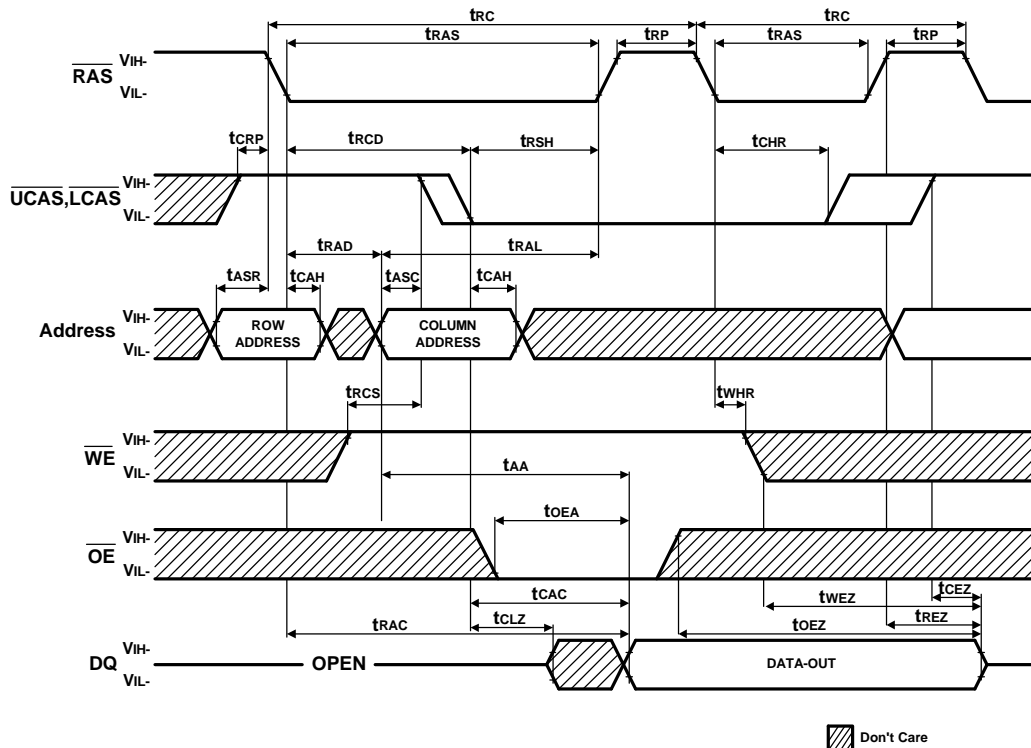 tRC tRC
tRAS tRP tRAS tRP
RAS VIH-
VIL-
tCRP tRCD tRSH tCHR
UCAS,LCAS VIH-
VIL-
tRAD tRAL
tASR tCAH tASC tCAH
Address VIH-
VIL-
ROW ADDRESS
COLUMN ADDRESS
tRCS tWHR
WE VIH-
VIL-
tAA
tOEA
OE VIH-
VIL-
tCAC tWEZ tCEZ
tRAC tCLZ tOEZ tREZ
DQ VIH-
VIL-
OPEN DATA-OUT
Don't Care